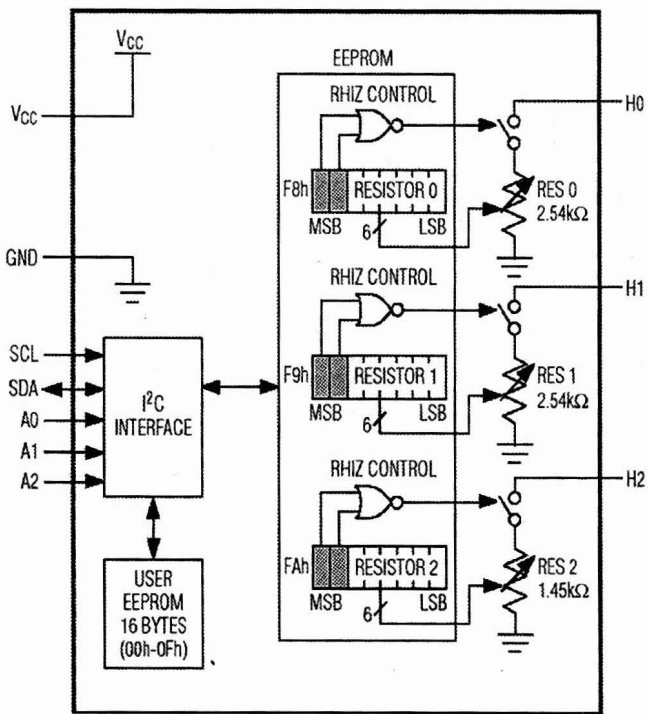 VCC
VCC
GND
SCL
SDA
A0
A1
A2
I²C
INTERFACE
USER
EEPROM
16 BYTES
(00h-0Fh)
EEPROM
RHIZ CONTROL
F8h
RESISTOR 0
MSB
6
LSB
H0
RES 0
2.54kΩ
RHIZ CONTROL
F9h
RESISTOR 1
MSB
6
LSB
H1
RES 1
2.54kΩ
RHIZ CONTROL
FAh
RESISTOR 2
MSB
6
LSB
H2
RES 2
1.45kΩ